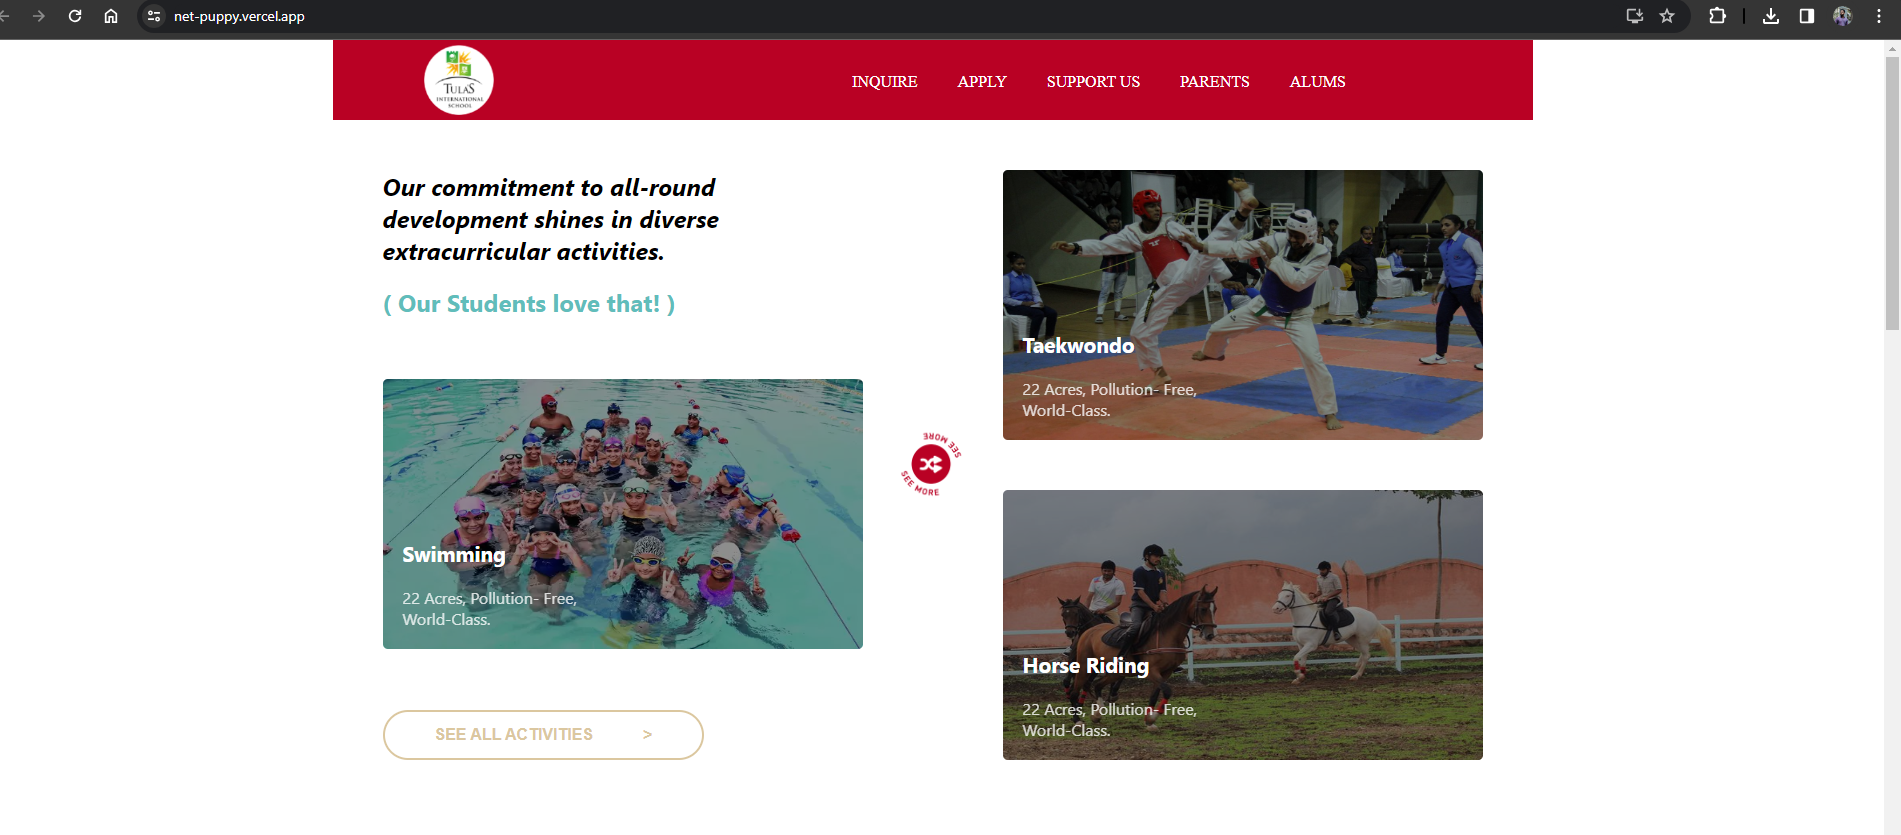 net-puppy.vercel.app
TULAS
INTERNATIONAL
SCHOOL
INQUIRE APPLY SUPPORT US PARENTS ALUMS
Our commitment to all-round
development shines in diverse
extracurricular activities.
( Our Students love that! )
Swimming
22 Acres, Pollution- Free,
World-Class.
SEE ALL ACTIVITIES >
SEE MORE
SEE MORE
Taekwondo
22 Acres, Pollution- Free,
World-Class.
Horse Riding
22 Acres, Pollution- Free,
World-Class.